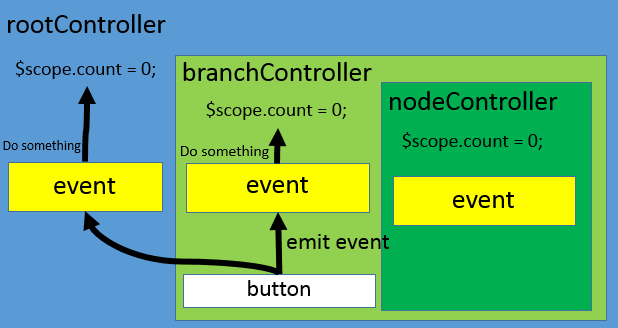 rootController
$scope.count = 0;
Do something
event
branchController
$scope.count = 0;
Do something
event
emit event
button
nodeController
$scope.count = 0;
event